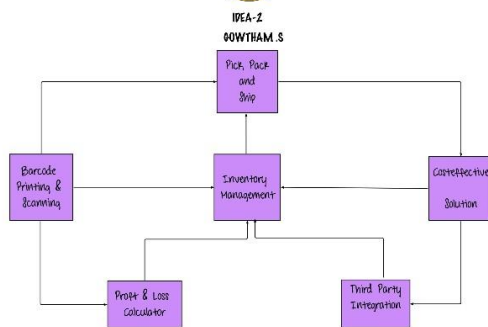 IDEA-2
GOWTHAM.S
Pick, Pack
and
Ship
Barcode
Printing &
Scanning
Inventory
Management
Costeffective
Solution
Profit & Loss
Calculator
Third Party
Integration